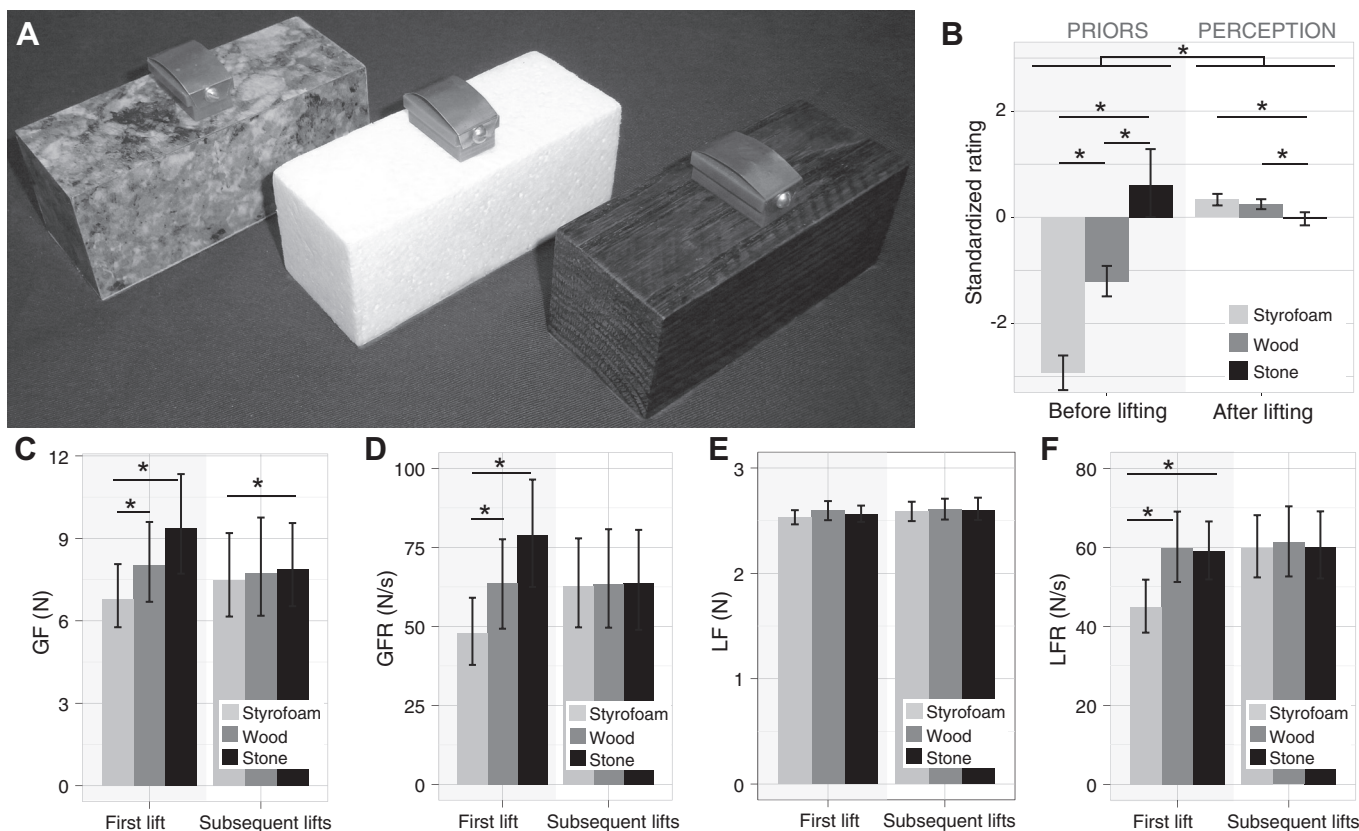 A
B
PRIORS PERCEPTION
*
* *
* * *
Standardized rating
2
0
-2
Styrofoam
Wood
Stone
Before lifting After lifting
C
GF (N)
12
9
6
3
0
* *
*
Styrofoam
Wood
Stone
First lift Subsequent lifts
D
GFR (N/s)
100
75
50
25
0
*
*
Styrofoam
Wood
Stone
First lift Subsequent lifts
E
LF (N)
3
2
1
0
Styrofoam
Wood
Stone
First lift Subsequent lifts
F
LFR (N/s)
80
60
40
20
0
*
*
Styrofoam
Wood
Stone
First lift Subsequent lifts